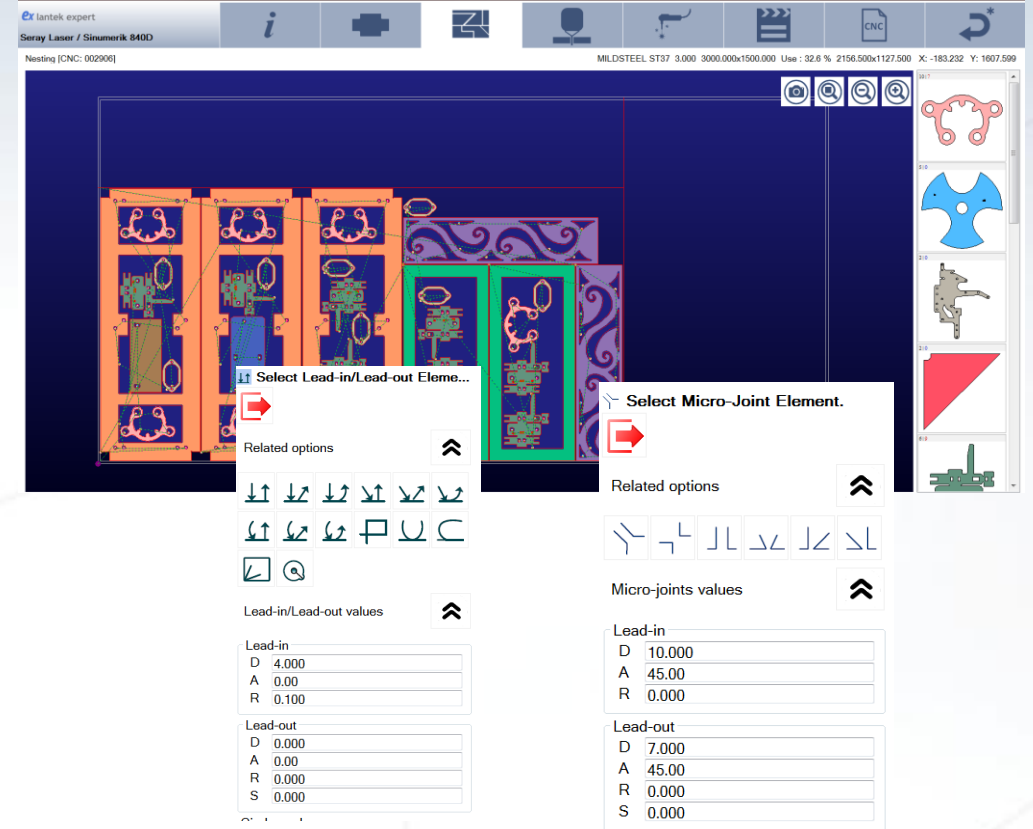 ex lantek expert
Seray Laser / Sinumerik 840D
i
CNC
Nesting [CNC: 002906]
MILDSTEEL ST37 3.000 3000.000x1500.000 Use : 32.6 % 2156.500x1127.500 X: -183.232 Y: 1607.599
Select Lead-in/Lead-out Eleme...
Related options
Lead-in/Lead-out values
Lead-in
D 4.000
A 0.00
R 0.100
Lead-out
D 0.000
A 0.00
R 0.000
S 0.000
Select Micro-Joint Element.
Related options
Micro-joints values
Lead-in
D 10.000
A 45.00
R 0.000
Lead-out
D 7.000
A 45.00
R 0.000
S 0.000